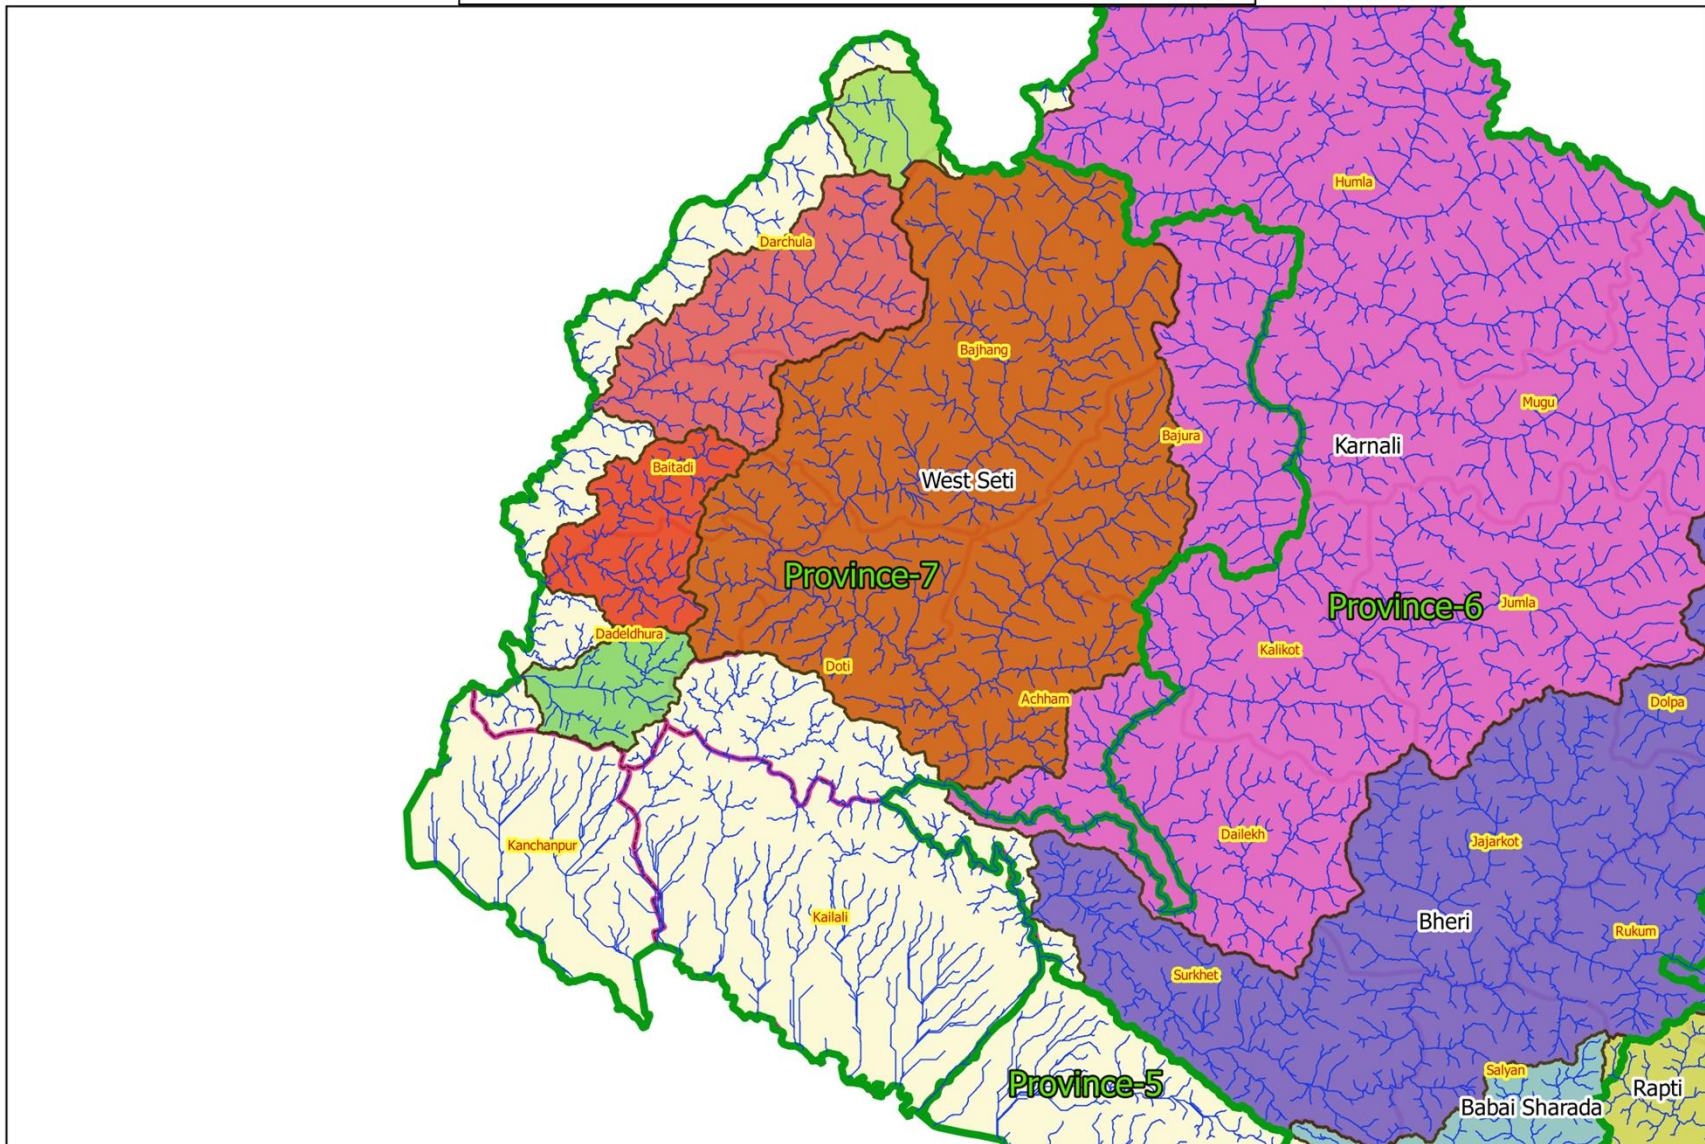 Humla
Darchula
Bajhang
Mugu
Bajura
Karnali
Baitadi
West Seti
Province-7
Province-6
Jumla
Dadeldhura
Kalikot
Doti
Achham
Dolpa
Dailekh
Jajarkot
Kanchanpur
Kailali
Bheri
Rukum
Surkhet
Salyan
Province-5
Rapti
Babai Sharada